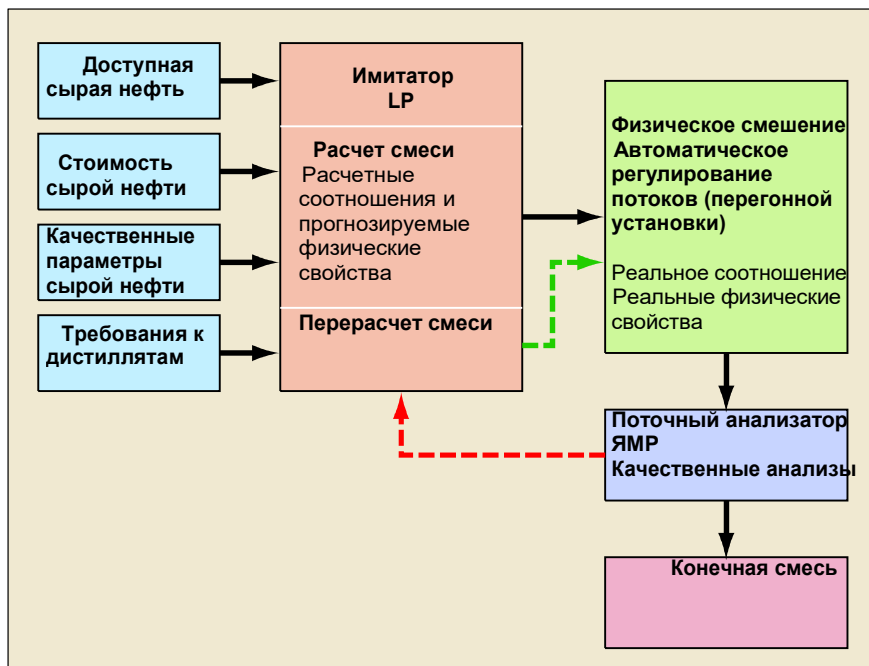 Доступная
сырая нефть
Стоимость
сырой нефти
Качественные
параметры
сырой нефти
Требования к
дистиллятам
Имитатор
LP
Расчет смеси
Расчетные
соотношения и
прогнозируемые
физические
свойства
Перерасчет смеси
Физическое смешение
Автоматическое
регулирование
потоков (перегонной
установки)
Реальное соотношение
Реальные физические
свойства
Поточный анализатор
ЯМР
Качественные анализы
Конечная смесь